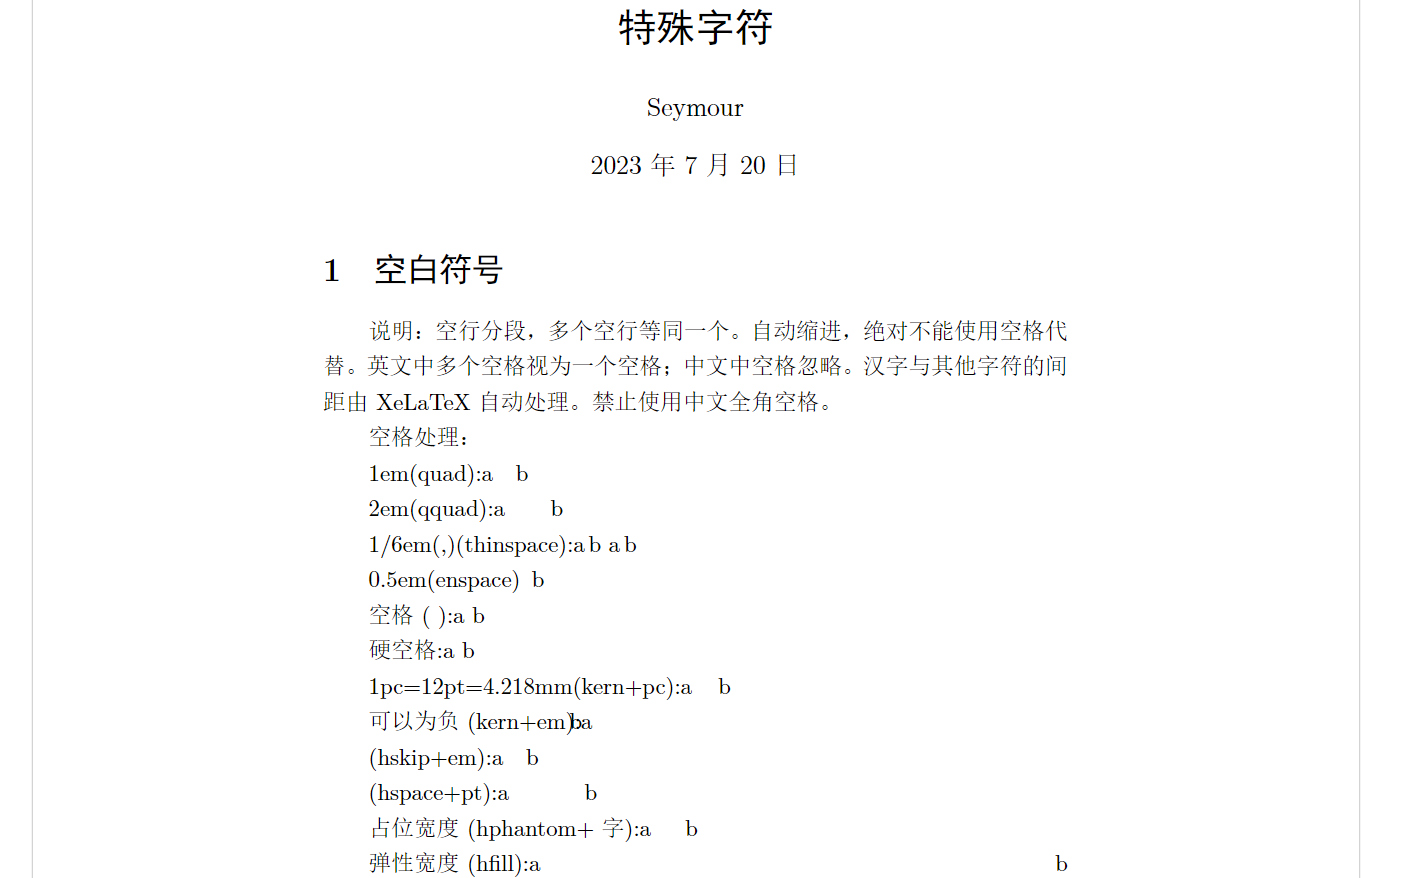 特殊字符
Seymour
2023 年 7 月 20 日
1 空白符号
说明：空行分段，多个空行等同一个。自动缩进，绝对不能使用空格代
替。英文中多个空格视为一个空格；中文中空格忽略。汉字与其他字符的间
距由 XeLaTeX 自动处理。禁止使用中文全角空格。
空格处理：
1em(quad):a b
2em(qquad):a b
1/6em(,)(thinspace):a b a b
0.5em(enspace) b
空格 ( ):a b
硬空格:a b
1pc=12pt=4.218mm(kern+pc):a b
可以为负 (kern+em):ba
(hskip+em):a b
(hspace+pt):a b
占位宽度 (hphantom+ 字):a b
弹性宽度 (hfill):a b